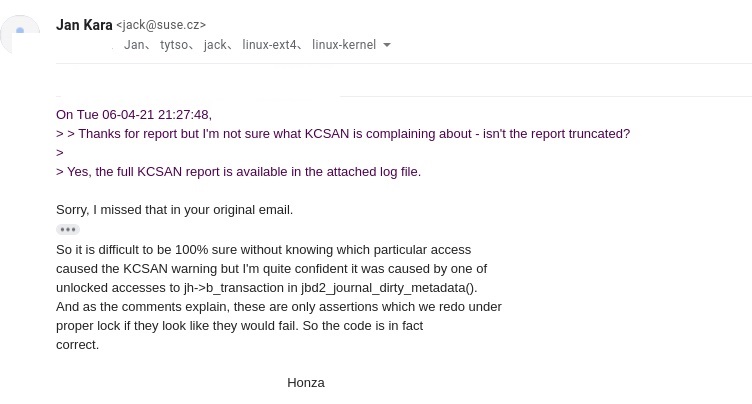 Jan Kara <jack@suse.cz>
Jan、 tytso、 jack、 linux-ext4、 linux-kernel
On Tue 06-04-21 21:27:48,
> > Thanks for report but I'm not sure what KCSAN is complaining about - isn't the report truncated?
>
> Yes, the full KCSAN report is available in the attached log file.
Sorry, I missed that in your original email.
So it is difficult to be 100% sure without knowing which particular access
caused the KCSAN warning but I'm quite confident it was caused by one of
unlocked accesses to jh->b_transaction in jbd2_journal_dirty_metadata().
And as the comments explain, these are only assertions which we redo under
proper lock if they look like they would fail. So the code is in fact
correct.
Honza